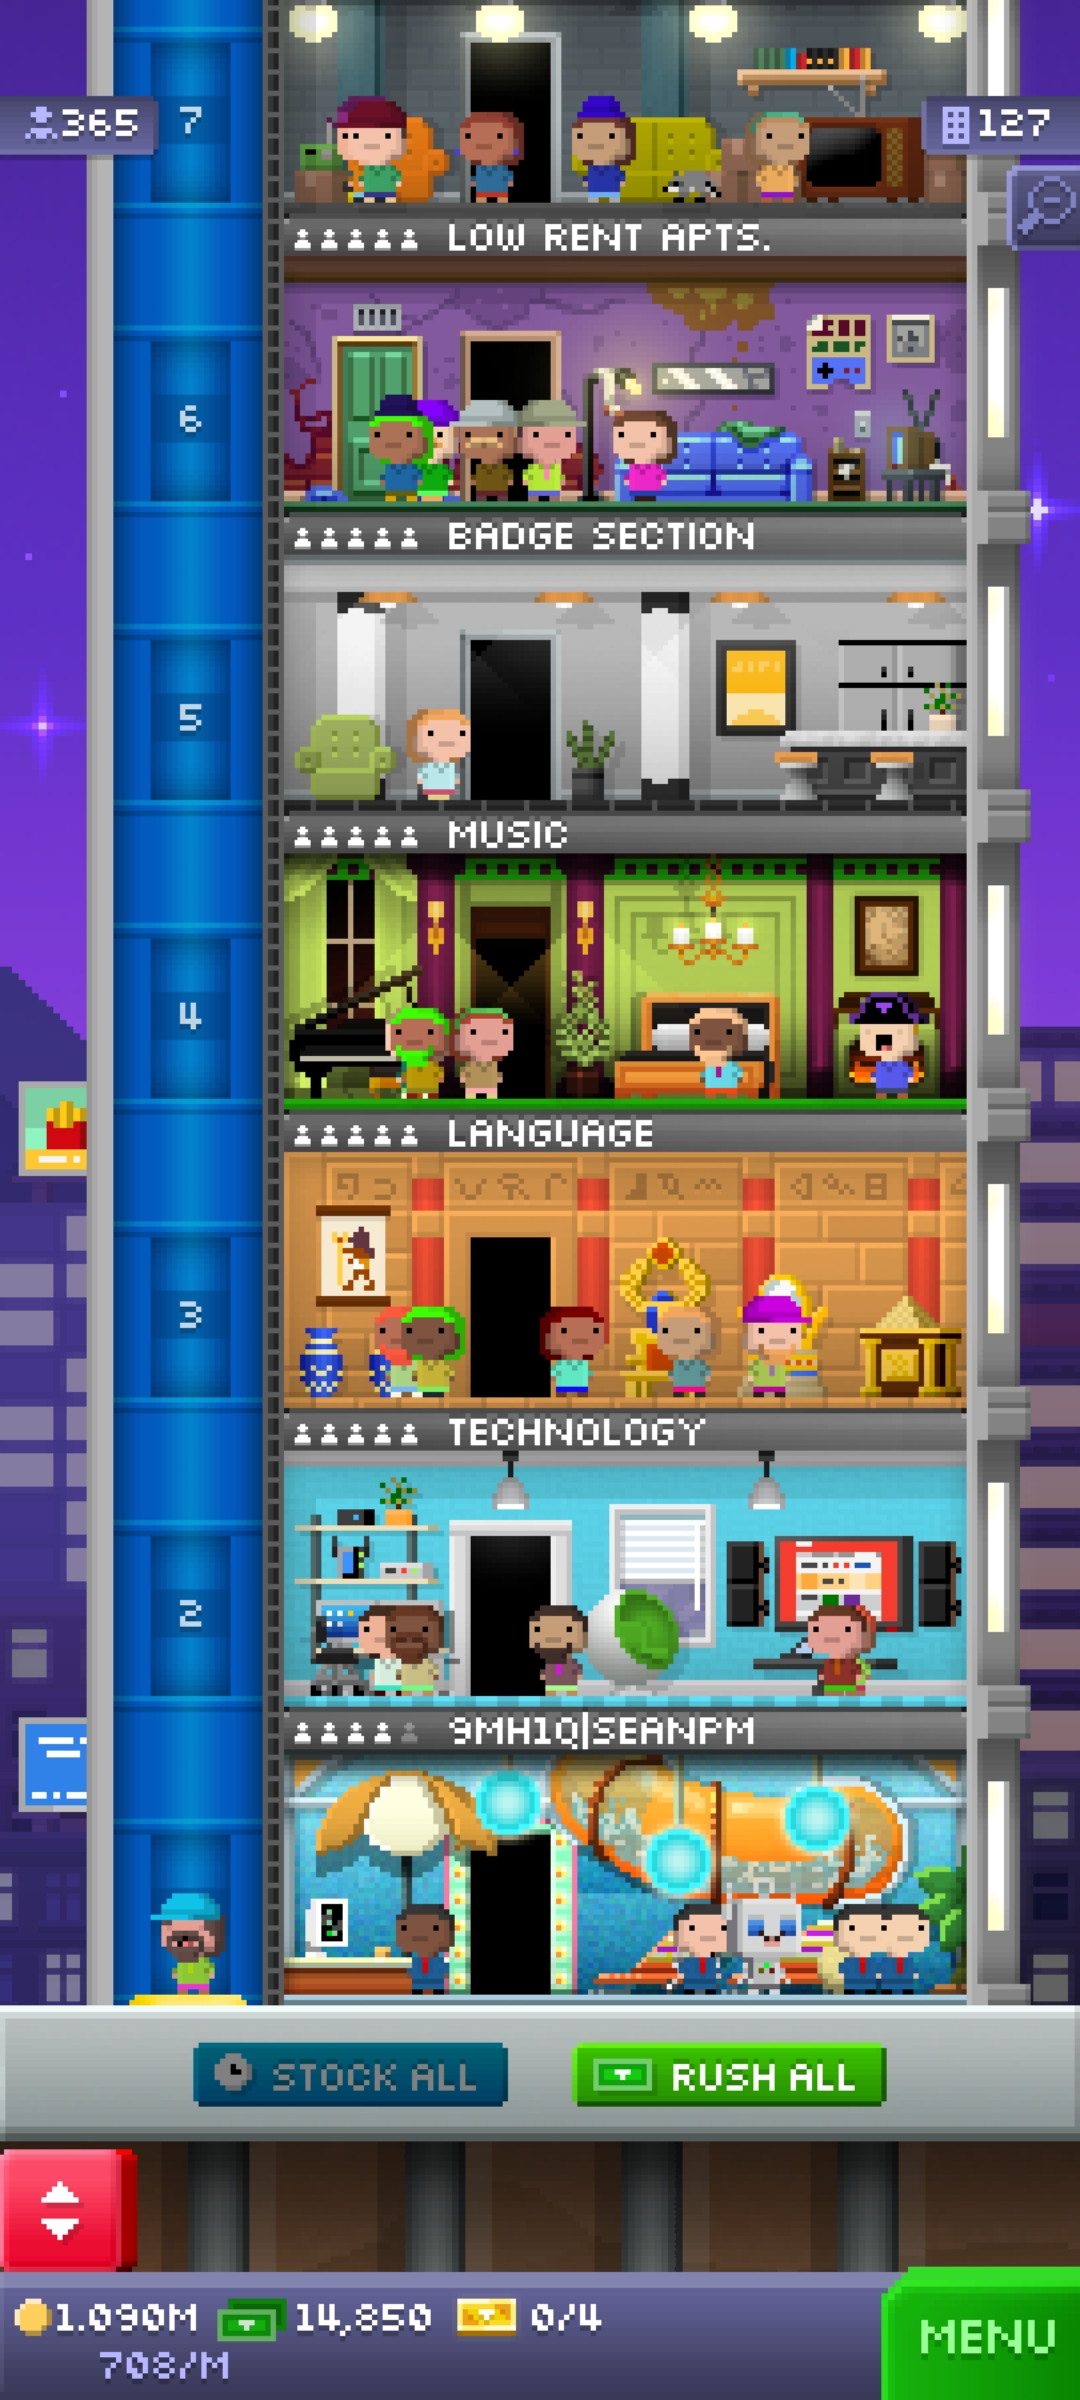 7
365
127
LOW RENT APTS.
6
BADGE SECTION
5
MUSIC
4
LANGUAGE
3
TECHNOLOGY
2
9MH1Q|SEANPM
STOCK ALL
RUSH ALL
1.090M
14,850
0/4
708/M
MENU